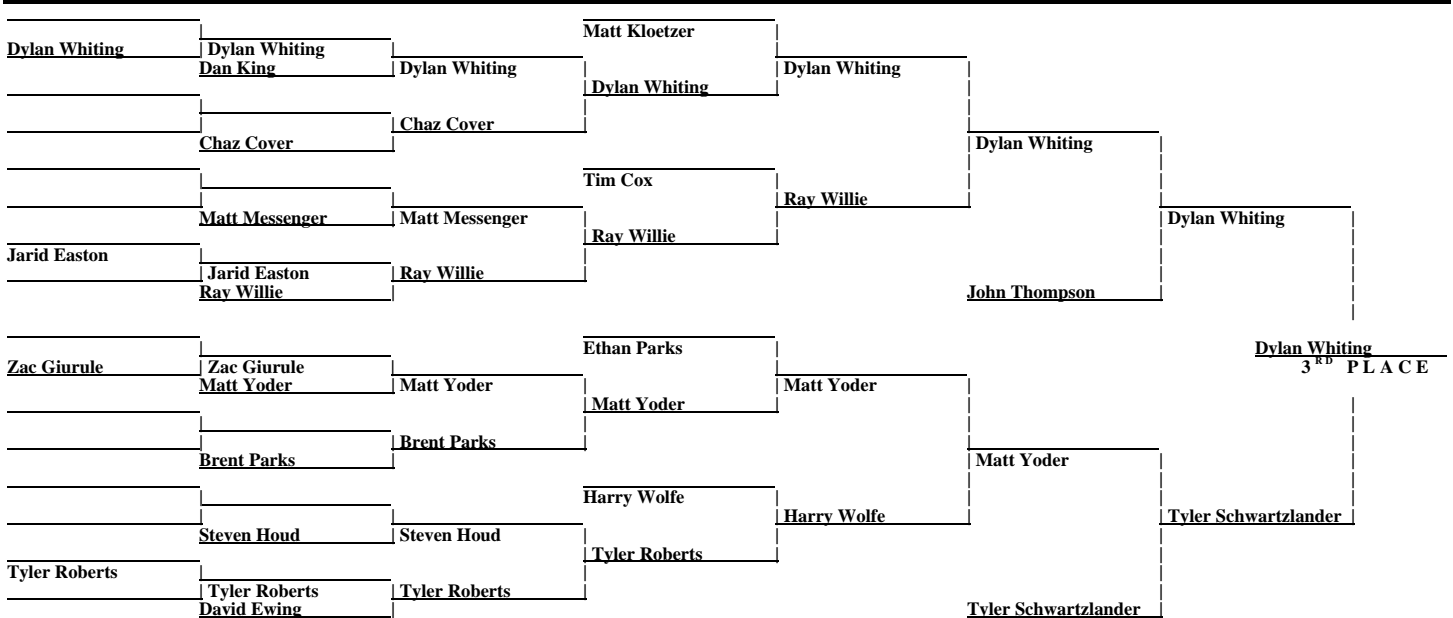 Matt Kloetzer
Dylan Whiting Dylan Whiting
Dan King Dylan Whiting Dylan Whiting
Dylan Whiting
Chaz Cover
Chaz Cover Dylan Whiting
Tim Cox
Ray Willie
Matt Messenger Matt Messenger Dylan Whiting
Ray Willie
Jarid Easton
Jarid Easton Ray Willie
Ray Willie John Thompson
Ethan Parks Dylan Whiting
Zac Giurule Zac Giurule 3RD PLACE
Matt Yoder Matt Yoder Matt Yoder
Matt Yoder
Brent Parks
Brent Parks Matt Yoder
Harry Wolfe
Harry Wolfe Tyler Schwartzlander
Steven Houd Steven Houd
Tyler Roberts
Tyler Roberts
Tyler Roberts Tyler Roberts
David Ewing Tyler Schwartzlander